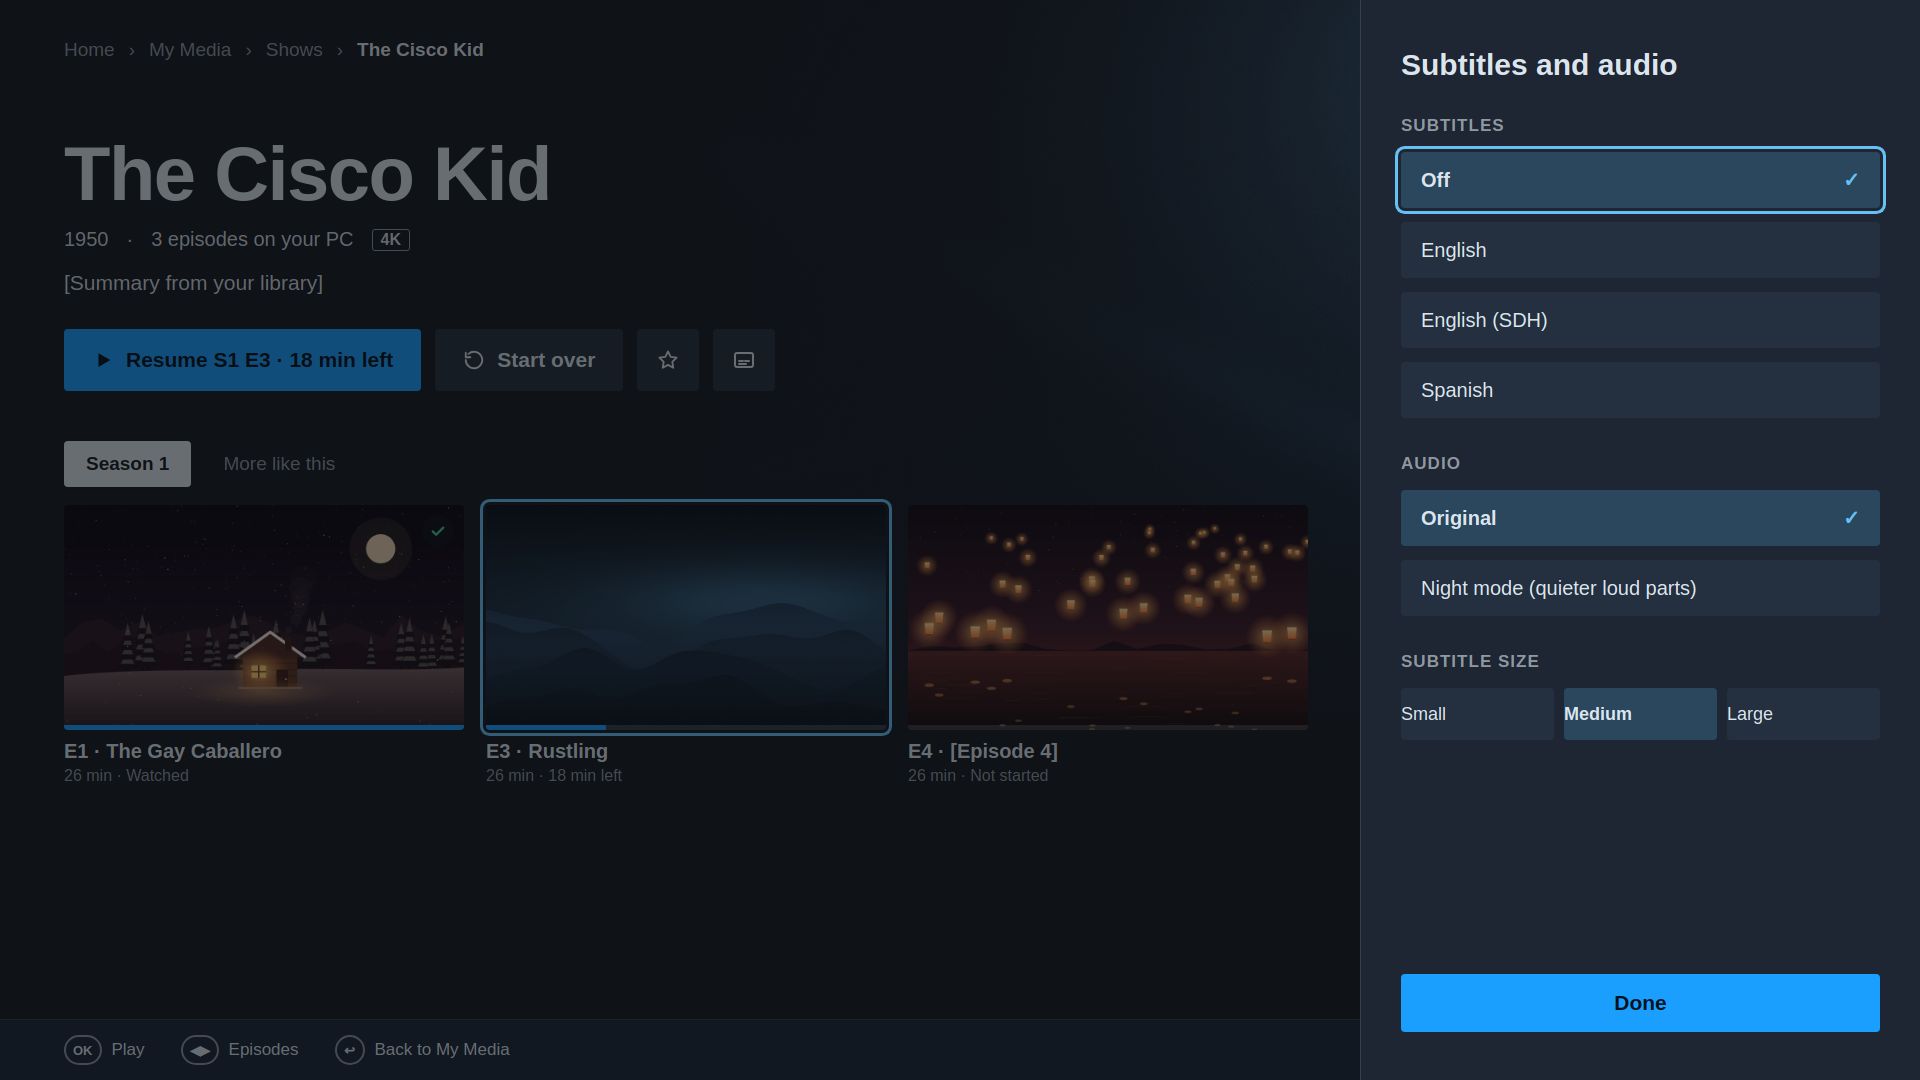 Home › My Media › Shows › The Cisco Kid
The Cisco Kid
1950 · 3 episodes on your PC 4K
[Summary from your library]
Resume S1 E3 · 18 min left
Start over
Season 1
More like this
E1 · The Gay Caballero
26 min · Watched
E3 · Rustling
26 min · 18 min left
E4 · [Episode 4]
26 min · Not started
OK Play
Episodes
Back to My Media
Subtitles and audio
SUBTITLES
Off ✓
English
English (SDH)
Spanish
AUDIO
Original ✓
Night mode (quieter loud parts)
SUBTITLE SIZE
Small
Medium
Large
Done